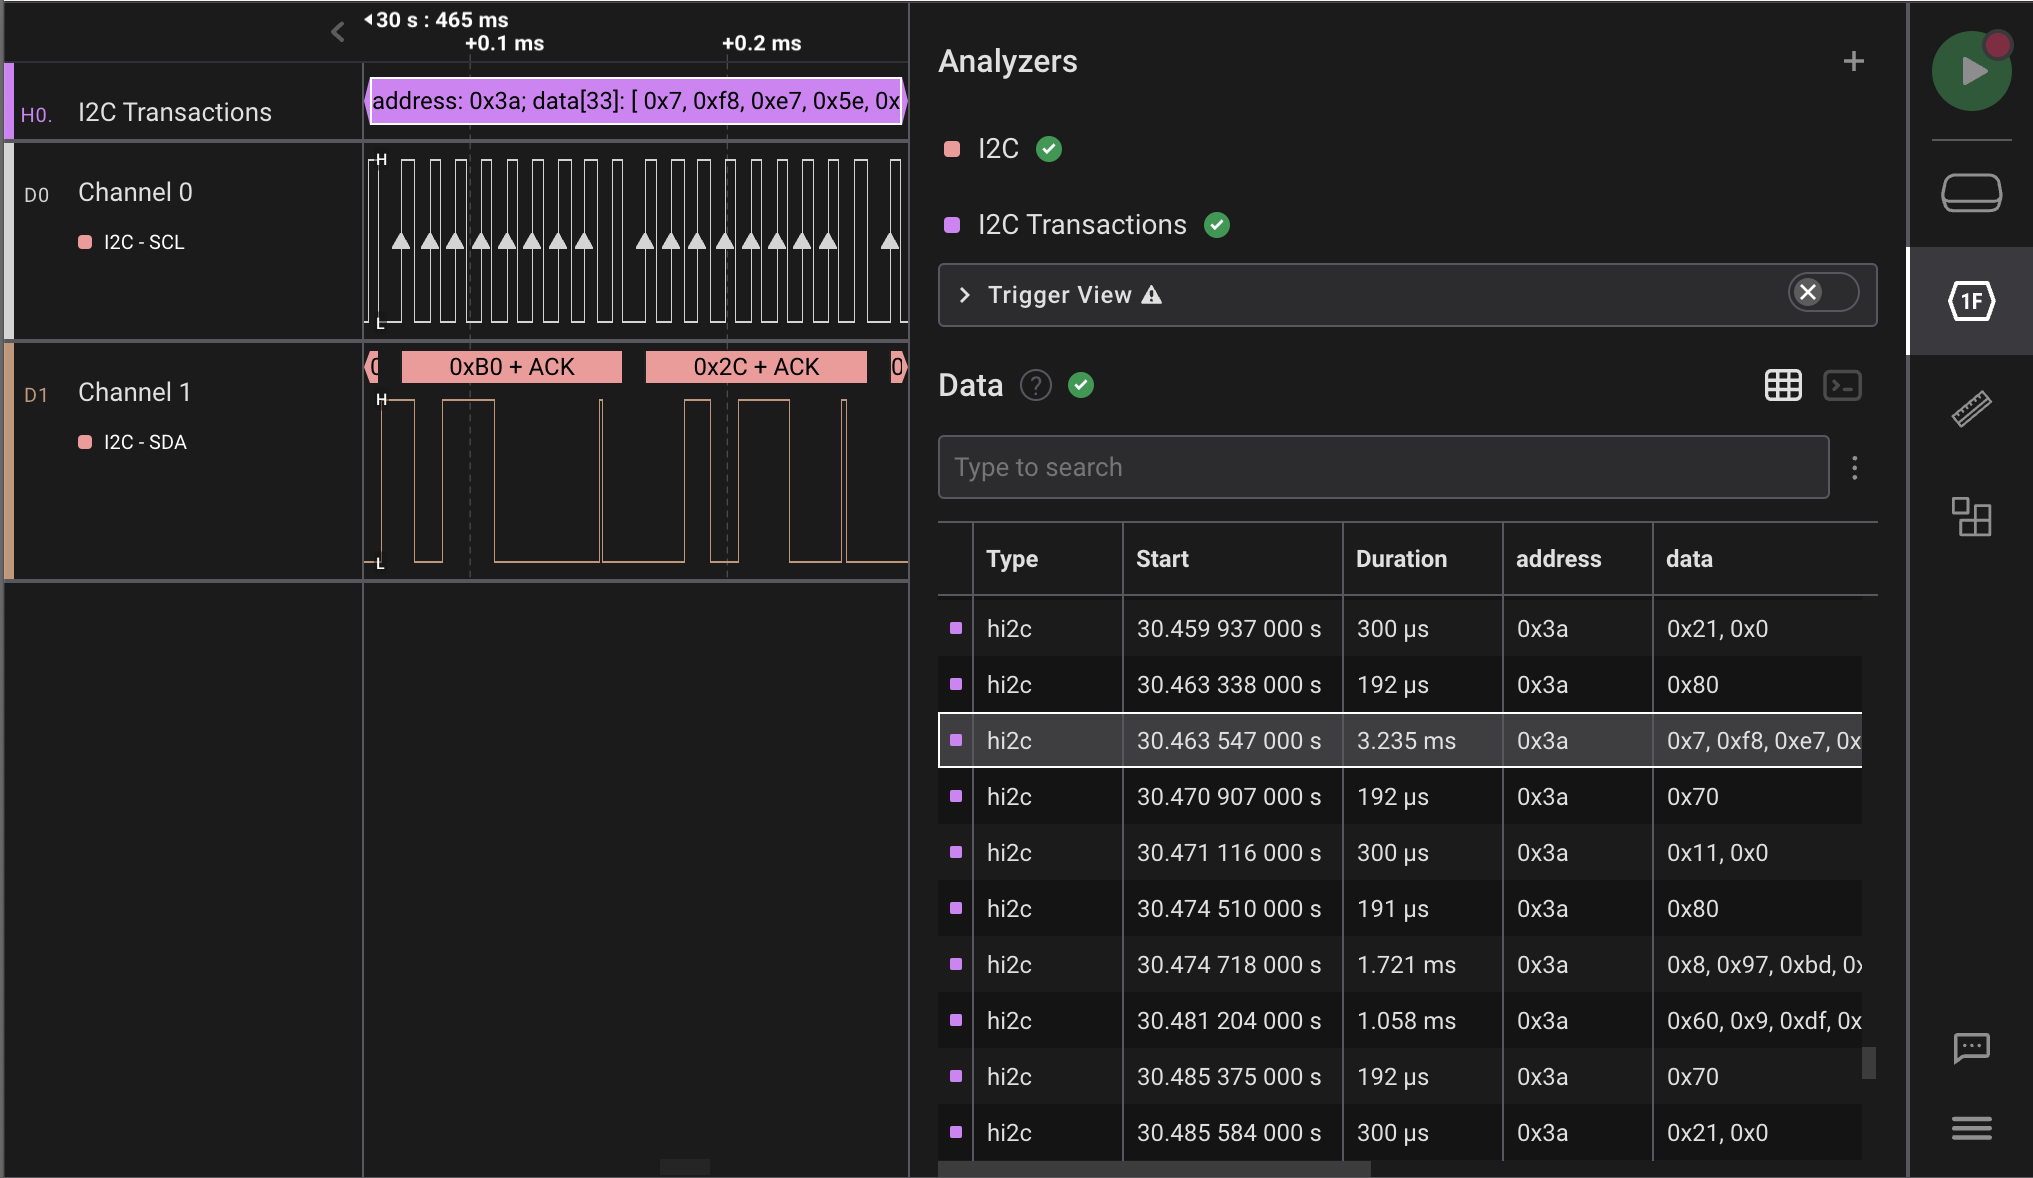 30 s : 465 ms
+0.1 ms
+0.2 ms
H0.
I2C Transactions
address: 0x3a; data[33]: [ 0x7, 0xf8, 0xe7, 0x5e, 0x
D0
Channel 0
I2C - SCL
H
L
0xB0 + ACK
0x2C + ACK
0
D1
Channel 1
I2C - SDA
H
L
Analyzers
I2C
I2C Transactions
Trigger View
Data
?
Type to search
Type Start Duration address data
hi2c 30.459 937 000 s 300 μs 0x3a 0x21, 0x0
hi2c 30.463 338 000 s 192 μs 0x3a 0x80
hi2c 30.463 547 000 s 3.235 ms 0x3a 0x7, 0xf8, 0xe7, 0x
hi2c 30.470 907 000 s 192 μs 0x3a 0x70
hi2c 30.471 116 000 s 300 μs 0x3a 0x11, 0x0
hi2c 30.474 510 000 s 191 μs 0x3a 0x80
hi2c 30.474 718 000 s 1.721 ms 0x3a 0x8, 0x97, 0xbd, 0x
hi2c 30.481 204 000 s 1.058 ms 0x3a 0x60, 0x9, 0xdf, 0x
hi2c 30.485 375 000 s 192 μs 0x3a 0x70
hi2c 30.485 584 000 s 300 μs 0x3a 0x21, 0x0
1F